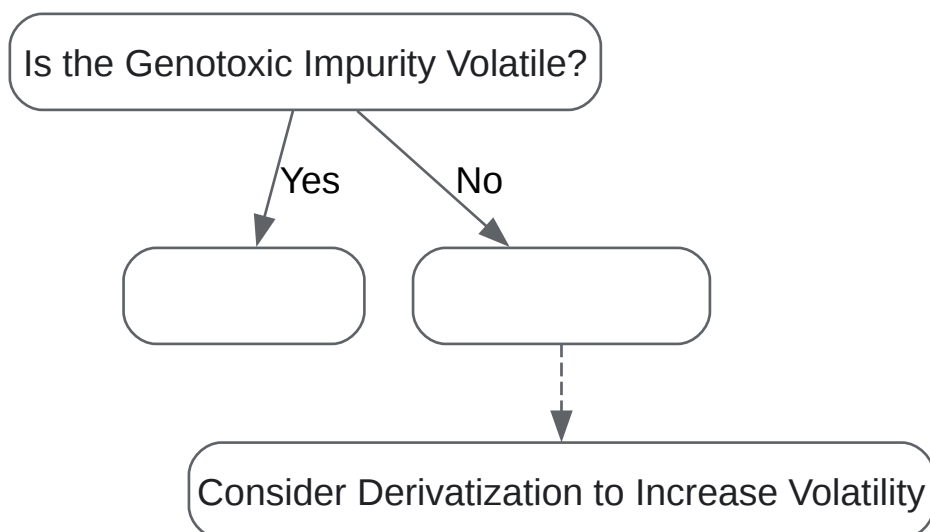 Is the Genotoxic Impurity Volatile?
Yes
No
Consider Derivatization to Increase Volatility